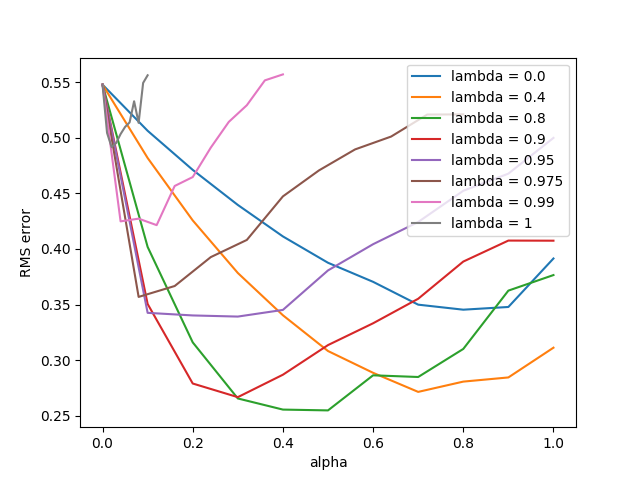 0.55
0.50
0.45
0.40
0.35
0.30
0.25
RMS error
0.0
0.2
0.4
0.6
0.8
1.0
alpha
lambda = 0.0
lambda = 0.4
lambda = 0.8
lambda = 0.9
lambda = 0.95
lambda = 0.975
lambda = 0.99
lambda = 1